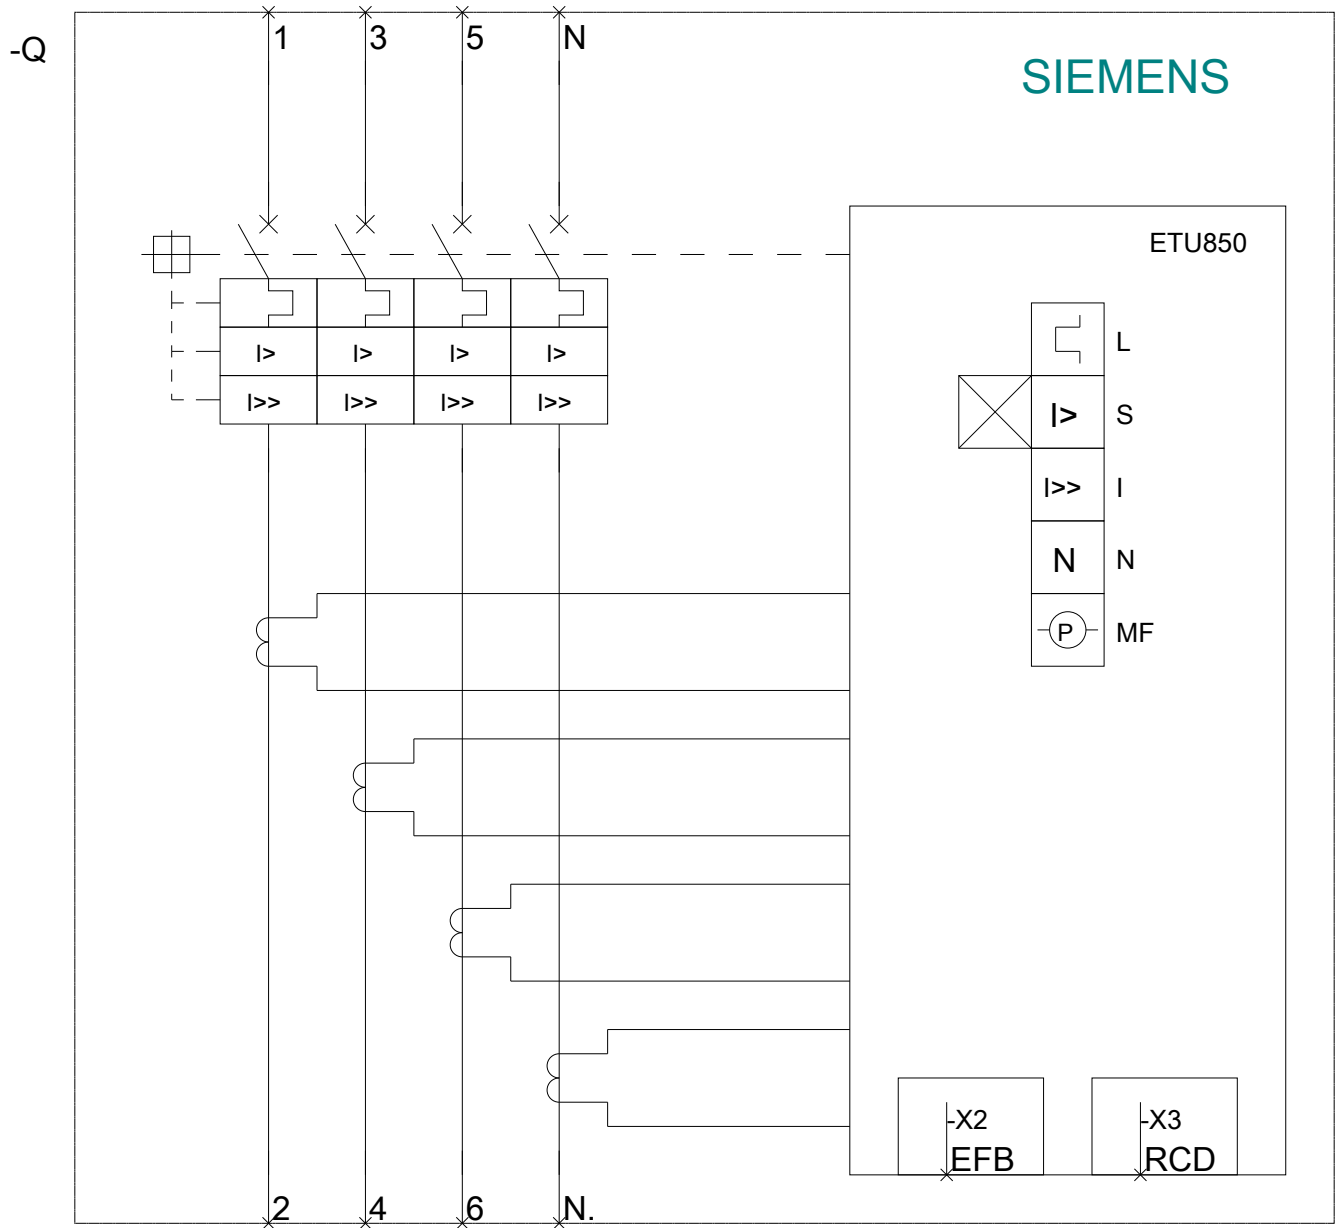 -Q
1 3 5 N
SIEMENS
ETU850
I> I> I> I>
I>> I>> I>> I>>
L
I> S
I>> I
N N
P MF
-X2 -X3
EFB RCD
2 4 6 N.